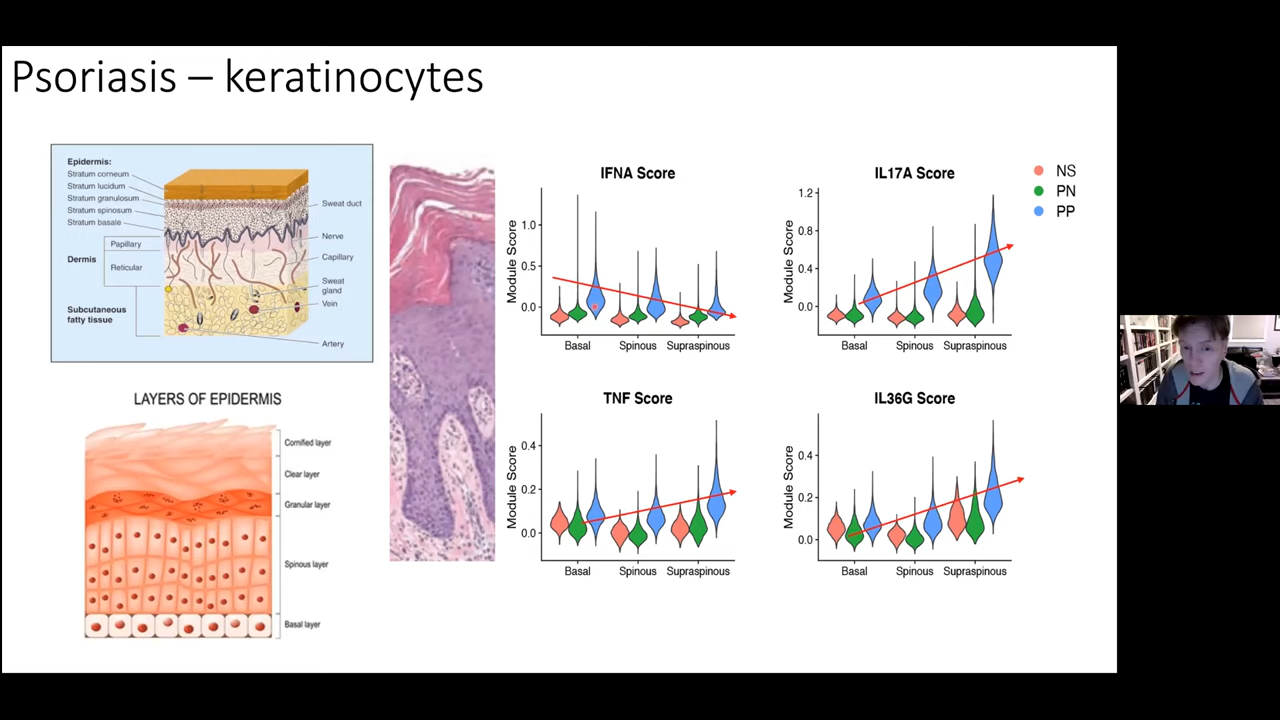 Psoriasis – keratinocytes
Epidermis:
Stratum corneum
Stratum lucidum
Stratum granulosum
Stratum spinosum
Stratum basale
Papillary
Dermis
Reticular
Subcutaneous
fatty tissue
Sweat duct
Nerve
Capillary
Sweat
gland
Vein
Artery
LAYERS OF EPIDERMIS
Cornified layer
Clear layer
Granular layer
Spinous layer
Basal layer
IFNA Score
Module Score
1.0
0.5
0.0
Basal Spinous Supraspinous
IL17A Score
Module Score
1.2
0.8
0.4
0.0
Basal Spinous Supraspinous
NS
PN
PP
TNF Score
Module Score
0.4
0.2
0.0
Basal Spinous Supraspinous
IL36G Score
Module Score
0.4
0.2
0.0
Basal Spinous Supraspinous